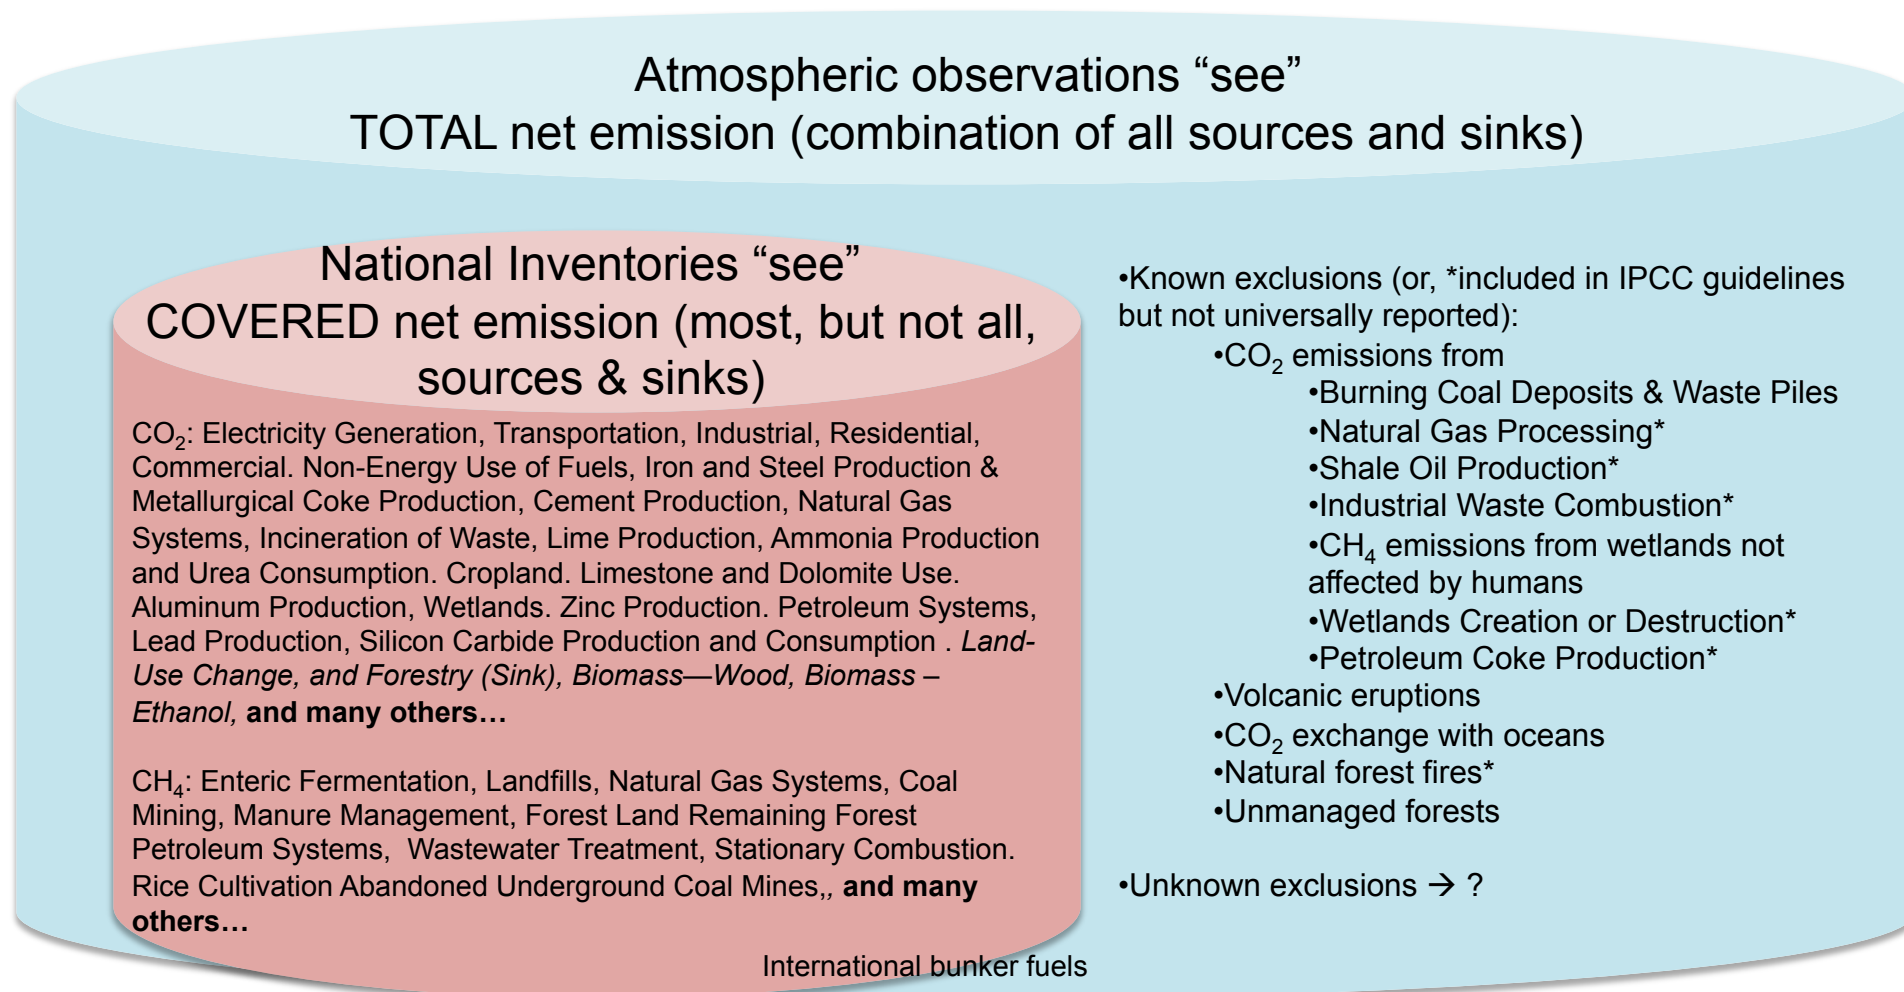 Atmospheric observations “see”
TOTAL net emission (combination of all sources and sinks)
National Inventories “see”
COVERED net emission (most, but not all,
sources & sinks)
CO₂: Electricity Generation, Transportation, Industrial, Residential,
Commercial. Non-Energy Use of Fuels, Iron and Steel Production &
Metallurgical Coke Production, Cement Production, Natural Gas
Systems, Incineration of Waste, Lime Production, Ammonia Production
and Urea Consumption. Cropland. Limestone and Dolomite Use.
Aluminum Production, Wetlands. Zinc Production. Petroleum Systems,
Lead Production, Silicon Carbide Production and Consumption . Land-
Use Change, and Forestry (Sink), Biomass—Wood, Biomass –
Ethanol, and many others…
CH₄: Enteric Fermentation, Landfills, Natural Gas Systems, Coal
Mining, Manure Management, Forest Land Remaining Forest
Petroleum Systems,  Wastewater Treatment, Stationary Combustion.
Rice Cultivation Abandoned Underground Coal Mines,, and many
others…
•Known exclusions (or, *included in IPCC guidelines
but not universally reported):
•CO₂ emissions from
•Burning Coal Deposits & Waste Piles
•Natural Gas Processing*
•Shale Oil Production*
•Industrial Waste Combustion*
•CH₄ emissions from wetlands not
affected by humans
•Wetlands Creation or Destruction*
•Petroleum Coke Production*
•Volcanic eruptions
•CO₂ exchange with oceans
•Natural forest fires*
•Unmanaged forests
•Unknown exclusions → ?
International bunker fuels